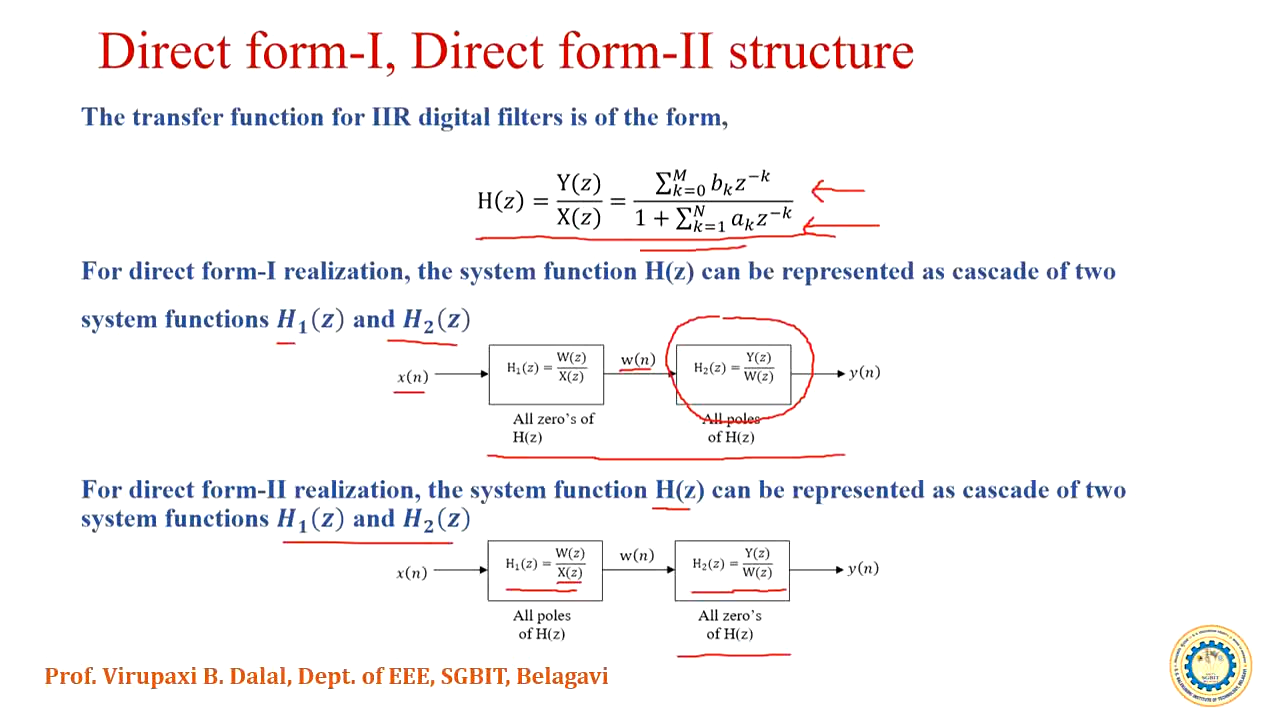 Direct form-I, Direct form-II structure
The transfer function for IIR digital filters is of the form,
H(z) = Y(z)/X(z) = ∑_{k=0}^{M} b_k z^{-k} / 1 + ∑_{k=1}^{N} a_k z^{-k}
For direct form-I realization, the system function H(z) can be represented as cascade of two
system functions H₁(z) and H₂(z)
x(n) H₁(z) = W(z)/X(z) w(n) H₂(z) = Y(z)/W(z) y(n)
All zero's of All poles
H(z) of H(z)
For direct form-II realization, the system function H(z) can be represented as cascade of two
system functions H₁(z) and H₂(z)
x(n) H₁(z) = W(z)/X(z) w(n) H₂(z) = Y(z)/W(z) y(n)
All poles All zero's
of H(z) of H(z)
Prof. Virupaxi B. Dalal, Dept. of EEE, SGBIT, Belagavi
SGBIT